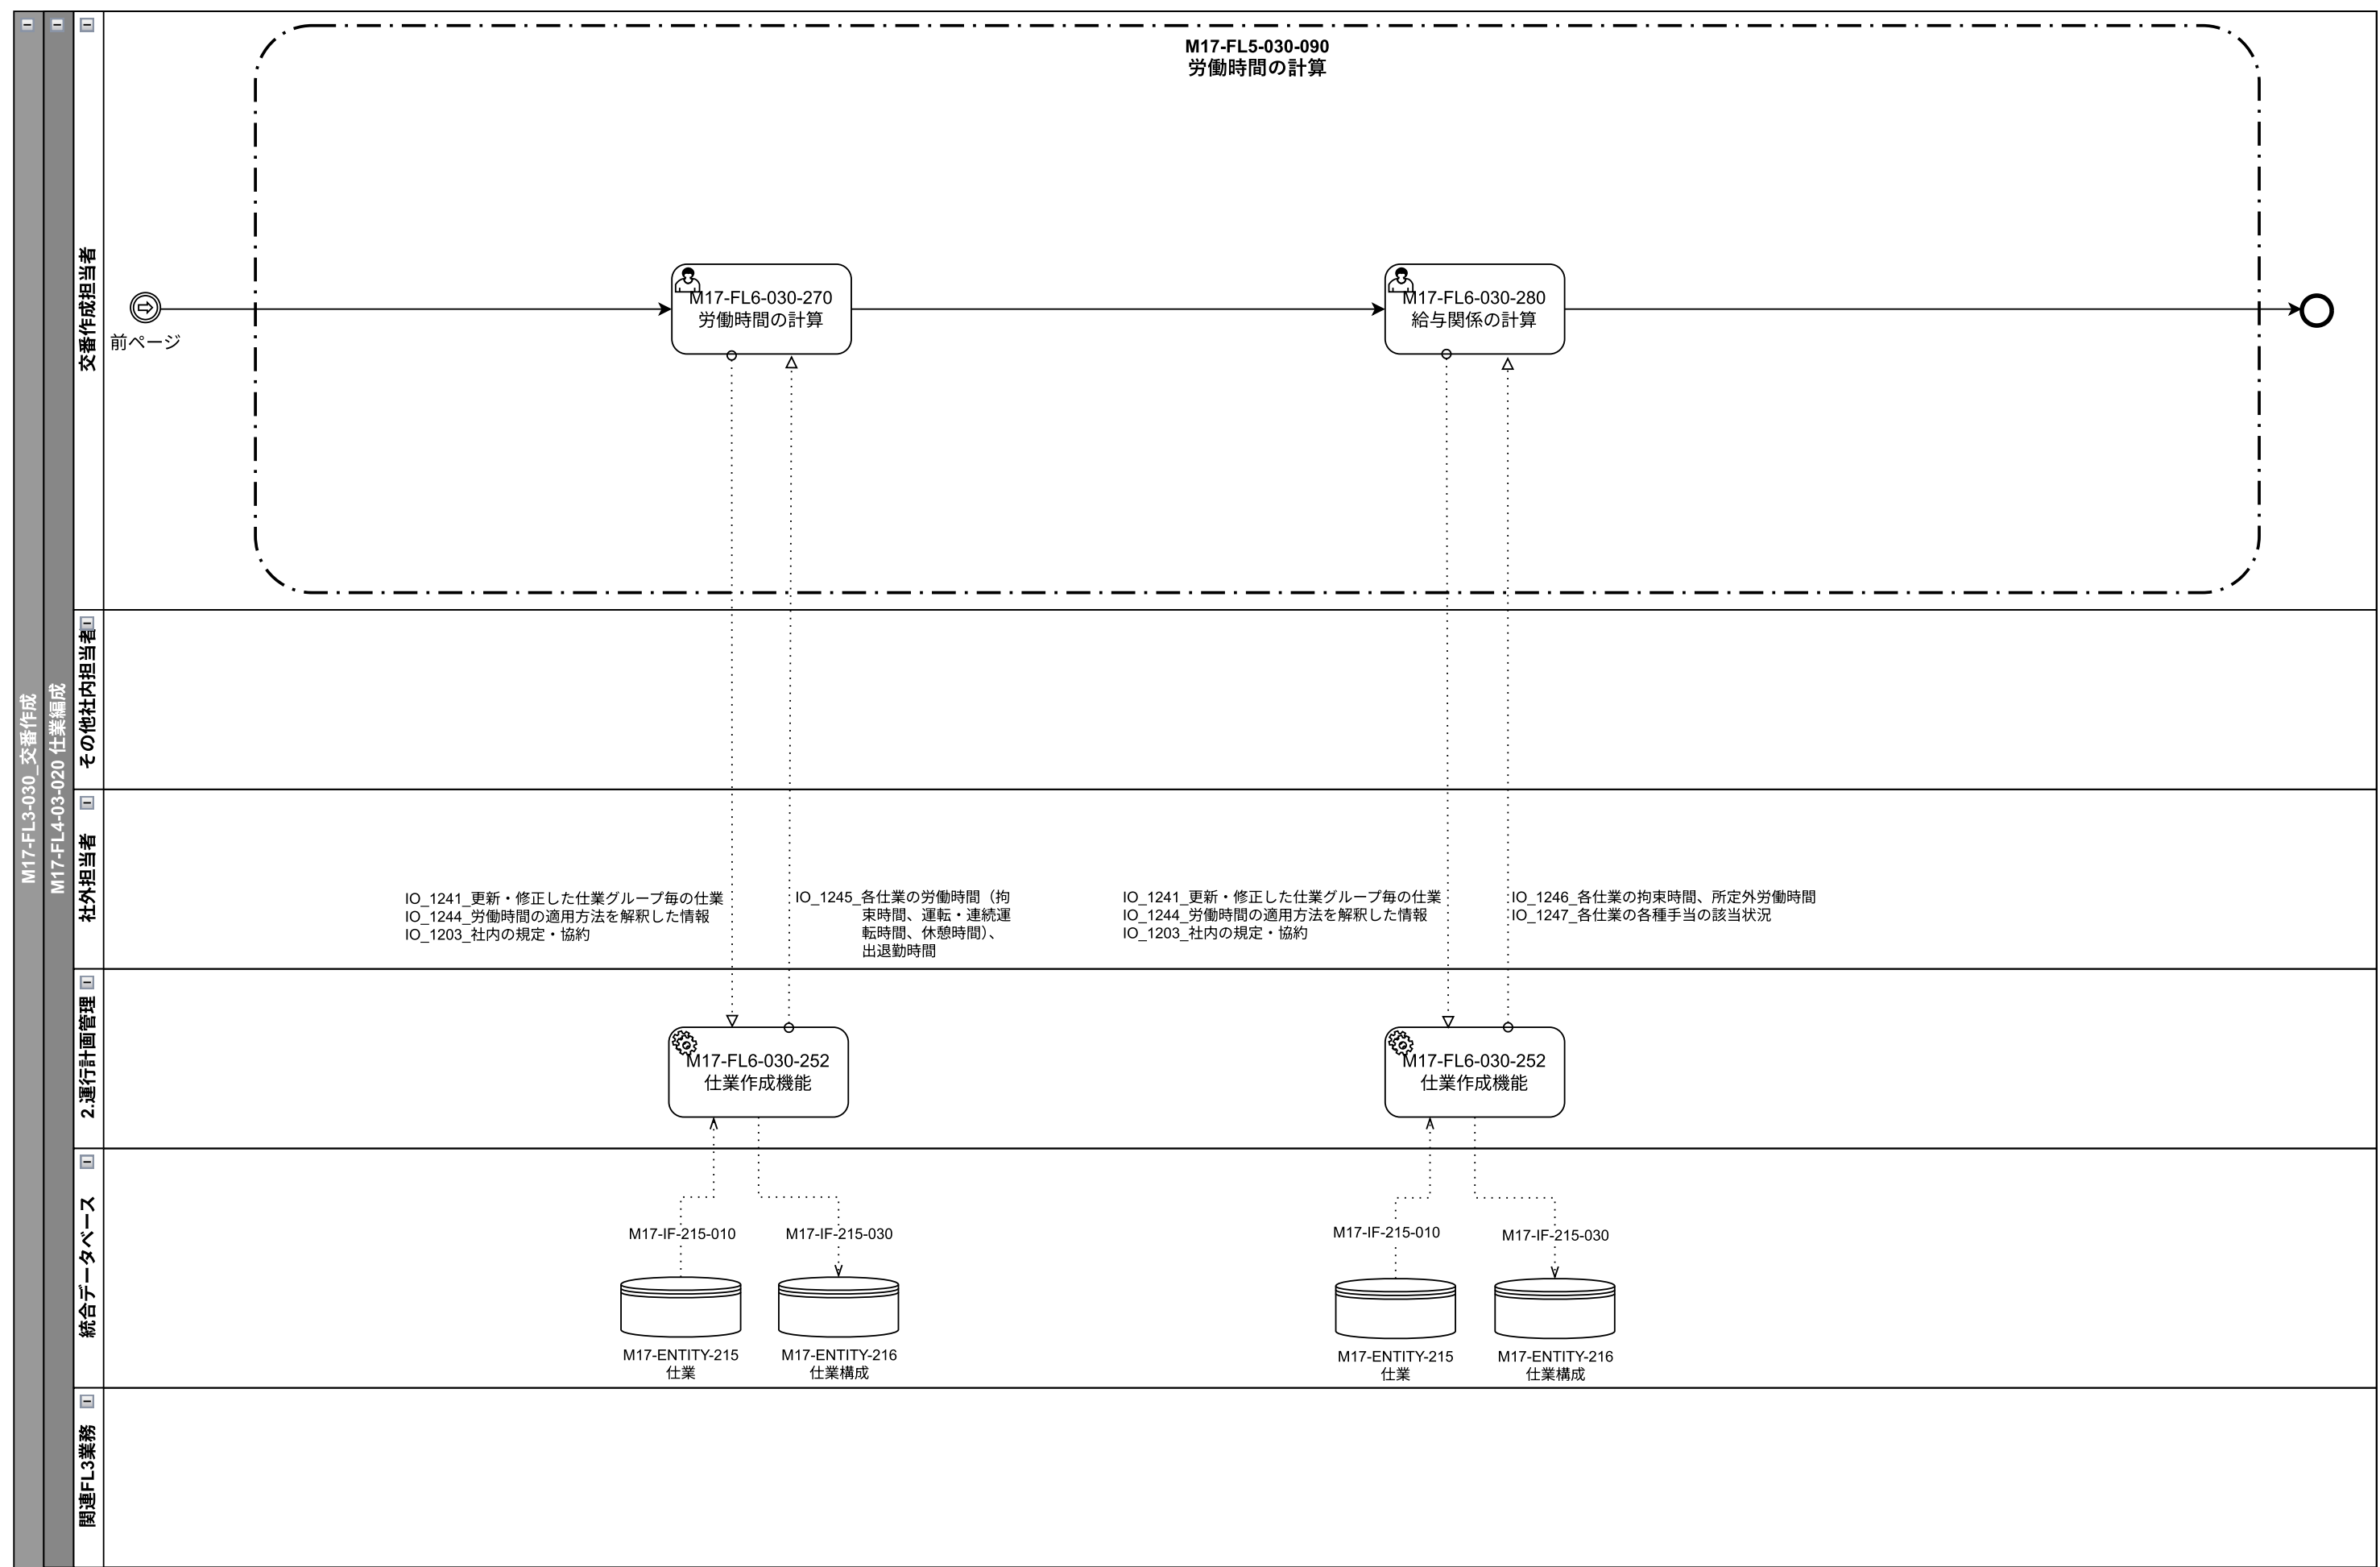 M17-FL3-030_交番作成
M17-FL4-03-020 仕業編成
交番作成担当者
M17-FL5-030-090
労働時間の計算
前ページ
M17-FL6-030-270
労働時間の計算
M17-FL6-030-280
給与関係の計算
その他社内担当者
社外担当者
IO_1241_更新・修正した仕業グループ毎の仕業
IO_1244_労働時間の適用方法を解釈した情報
IO_1203_社内の規定・協約
IO_1245_各仕業の労働時間（拘
束時間、運転・連続運
転時間、休憩時間）、
出退勤時間
IO_1241_更新・修正した仕業グループ毎の仕業
IO_1244_労働時間の適用方法を解釈した情報
IO_1203_社内の規定・協約
IO_1246_各仕業の拘束時間、所定外労働時間
IO_1247_各仕業の各種手当の該当状況
2.運行計画管理
M17-FL6-030-252
仕業作成機能
M17-FL6-030-252
仕業作成機能
統合データベース
M17-IF-215-010
M17-IF-215-030
M17-IF-215-010
M17-IF-215-030
M17-ENTITY-215
仕業
M17-ENTITY-216
仕業構成
M17-ENTITY-215
仕業
M17-ENTITY-216
仕業構成
関連FL3業務